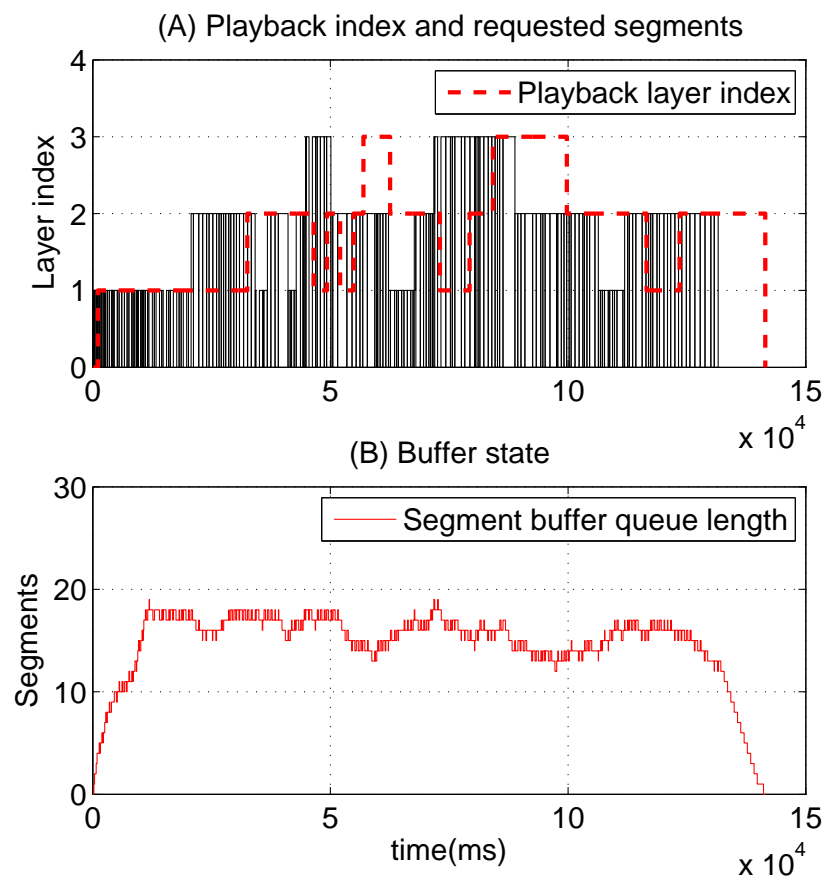 (A) Playback index and requested segments
4
Playback layer index
3
2
1
0
Layer index
0 5 10 15
x 10^4
(B) Buffer state
30
Segment buffer queue length
20
10
0
Segments
0 5 10 15
time(ms)
x 10^4